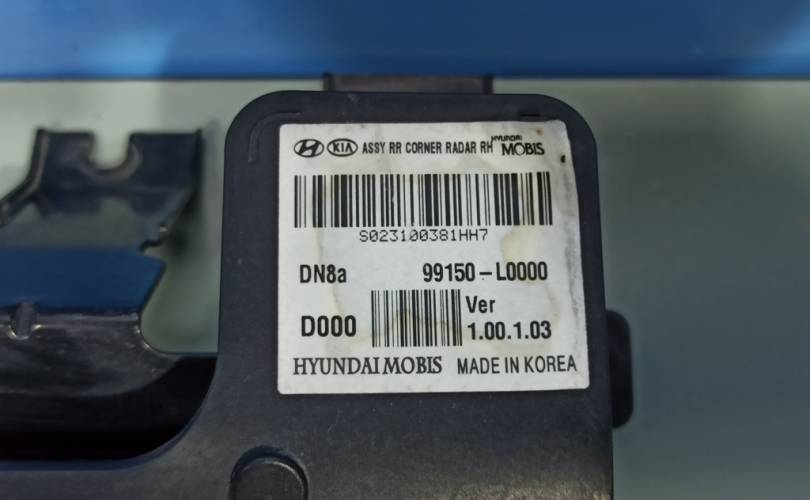 KIA ASSY RR CORNER RADAR RH HYUNDAI MOBIS
S023100381HH7
DN8a 99150-L0000
D000 Ver 1.00.1.03
HYUNDAI MOBIS MADE IN KOREA